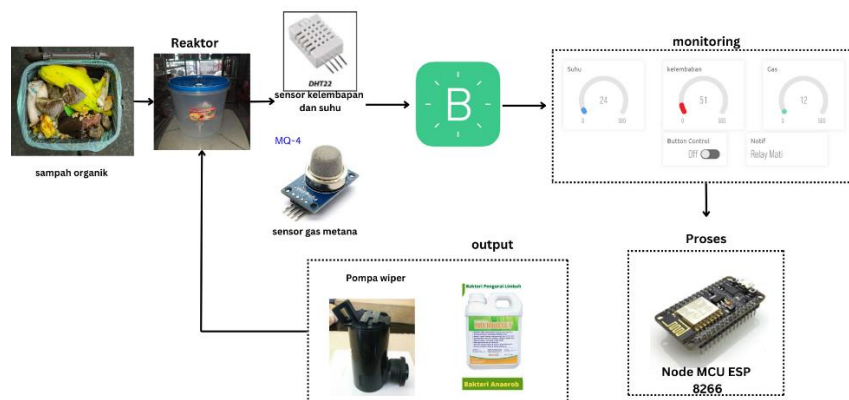 sampah organik
Reaktor
DHT22
sensor kelembapan
dan suhu
MQ-4
sensor gas metana
B
monitoring
Suhu
24
0
100
kelembaban
51
0
100
Gas
12
0
100
Button Control
Off
Notif
Relay Mati
Proses
Node MCU ESP
8266
output
Pompa wiper
Bakteri Pengurai Limbah
Bakteri Anaerob